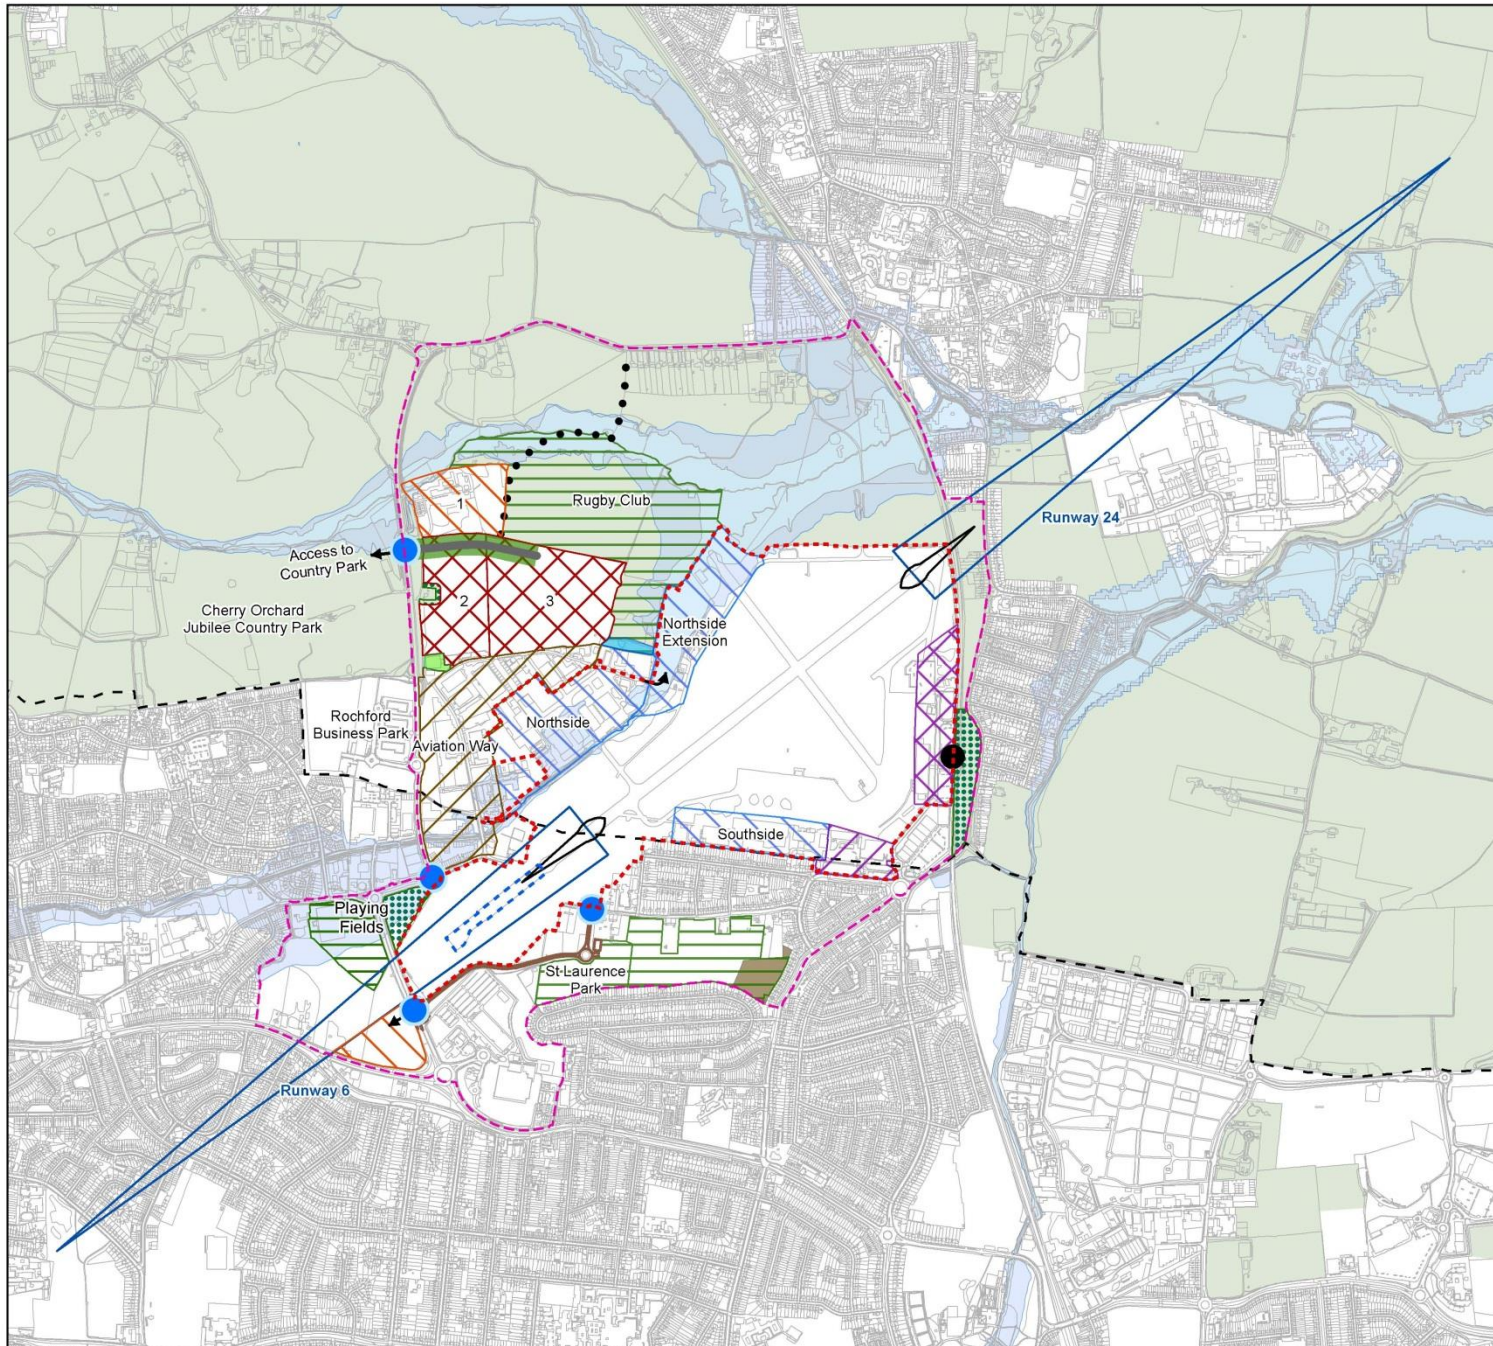 1
Rugby Club
Runway 24
Access to
Country Park
2
3
Cherry Orchard
Jubilee Country Park
Northside
Extension
Rochford
Business Park
Aviation Way
Northside
Southside
Playing
Fields
St Laurence
Park
Runway 6